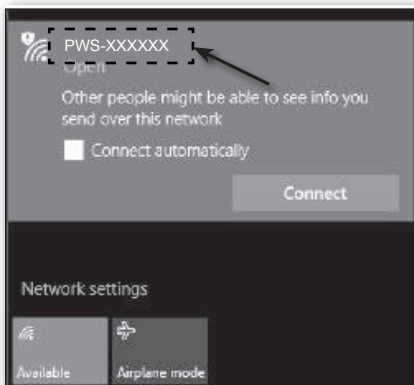 PWS-XXXXXX
Open
Other people might be able to see info you
send over this network
Connect automatically
Connect
Network settings
Available
Airplane mode